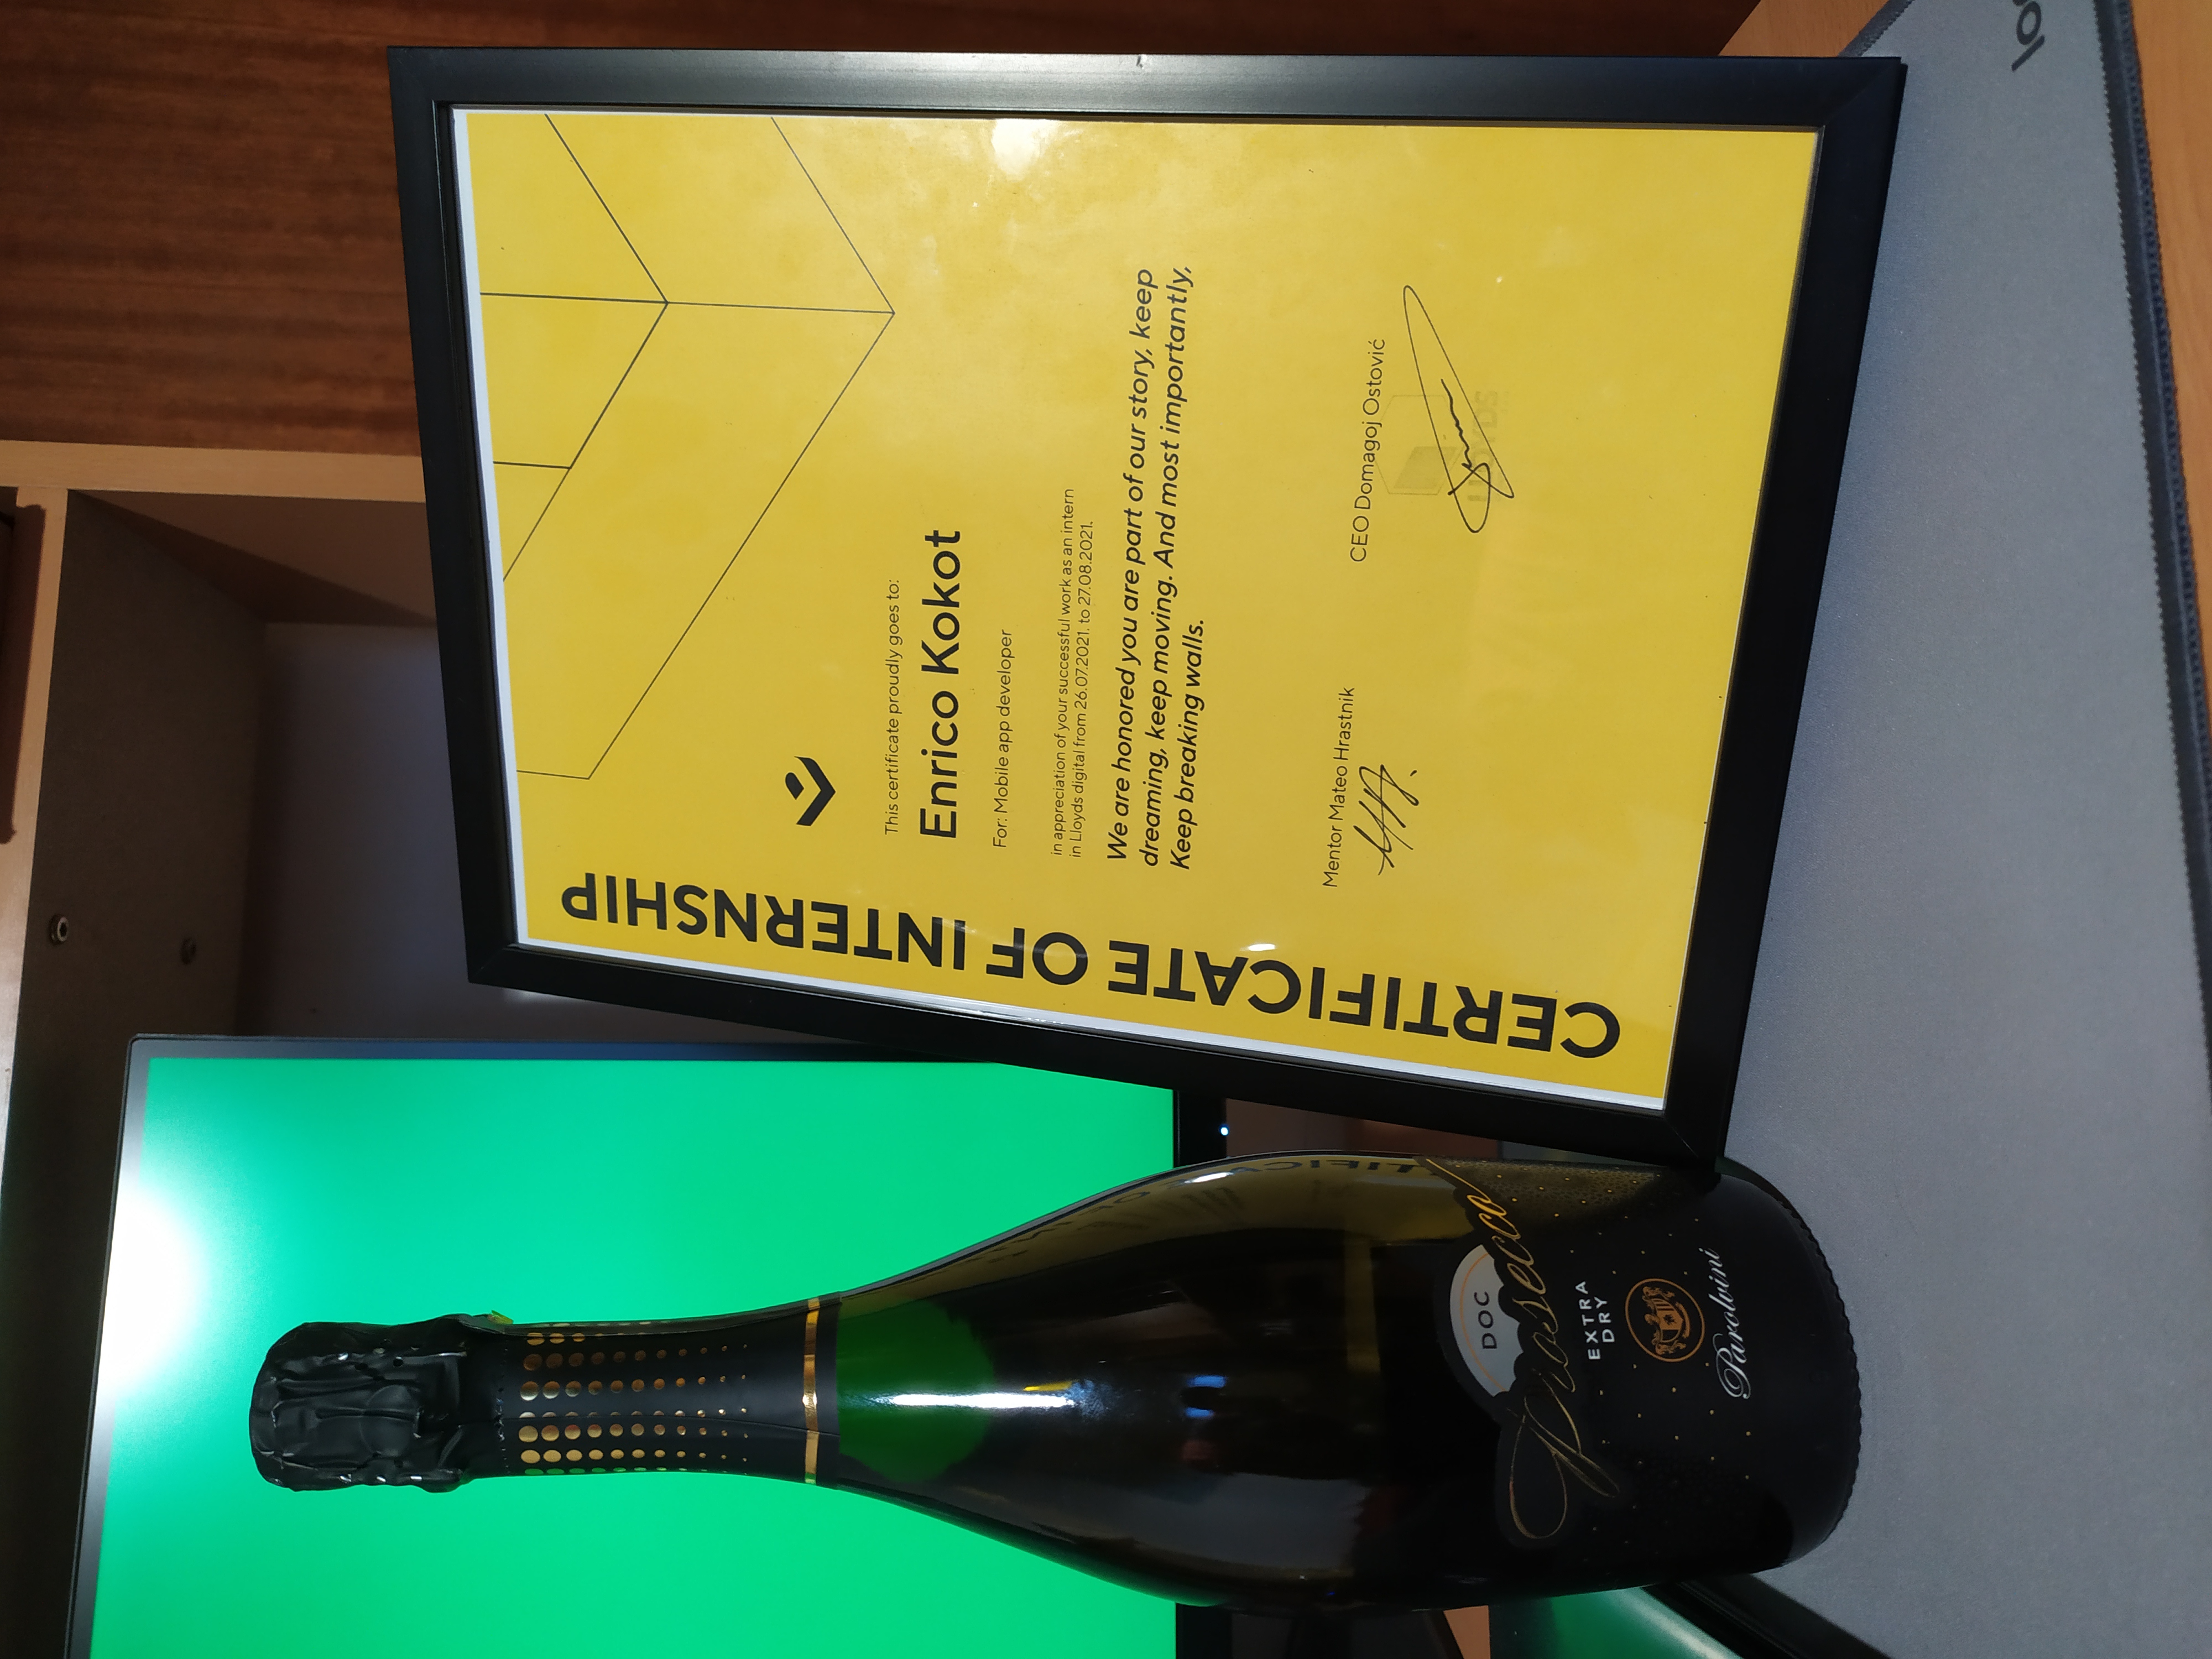 DOC
Prosecco
EXTRA
DRY
Parolvini
CERTIFICATE OF INTERNSHIP
This certificate proudly goes to:
Enrico Kokot
For: Mobile app developer
in appreciation of your successful work as an intern
in Lloyds digital from 26.07.2021. to 27.08.2021.
We are honored you are part of our story, keep
dreaming, keep moving. And most importantly,
Keep breaking walls.
Mentor Mateo Hrastnik
CEO Domagoj Ostović
LLOYDS